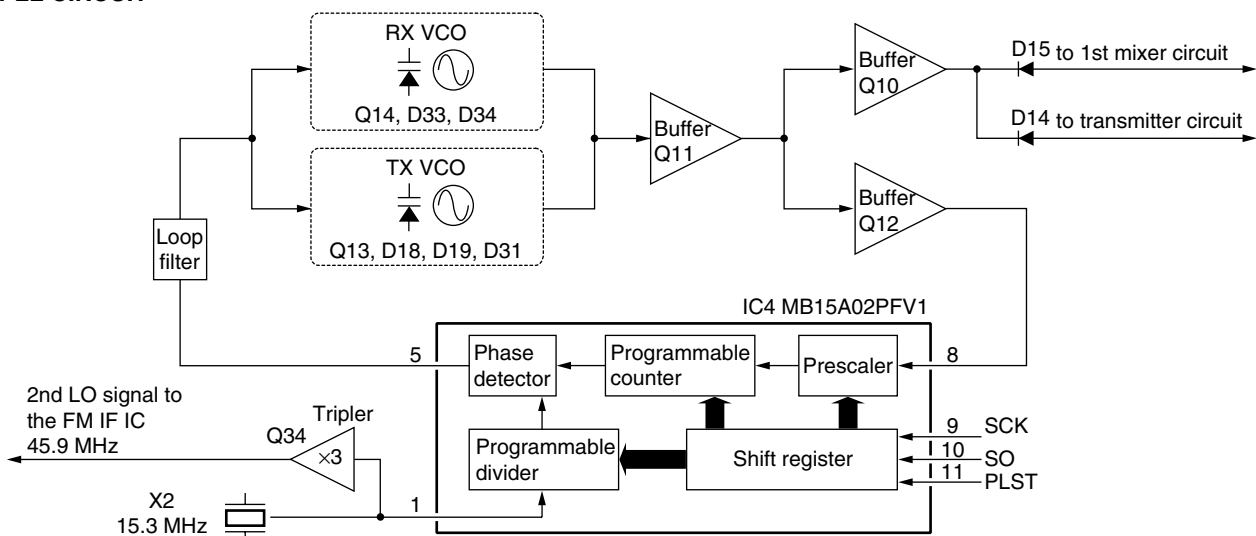 RX VCO
Q14, D33, D34
TX VCO
Q13, D18, D19, D31
Loop
filter
Buffer
Q11
Buffer
Q10
Buffer
Q12
D15 to 1st mixer circuit
D14 to transmitter circuit
IC4 MB15A02PFV1
5
Phase
detector
Programmable
counter
Prescaler
8
2nd LO signal to
the FM IF IC
45.9 MHz
Tripler
Q34
×3
Programmable
divider
Shift register
9 SCK
10 SO
11 PLST
X2
15.3 MHz
1